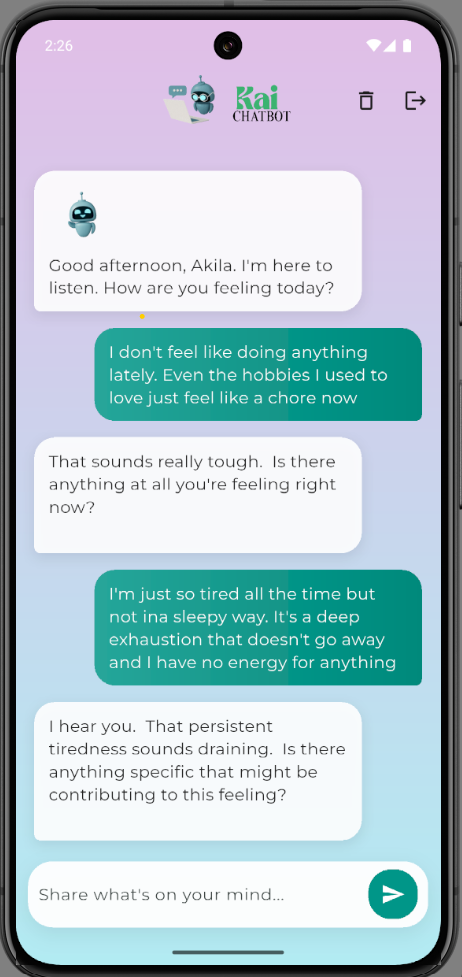 2:26
Kai
CHATBOT
Good afternoon, Akila. I'm here to
listen. How are you feeling today?
I don't feel like doing anything
lately. Even the hobbies I used to
love just feel like a chore now
That sounds really tough.  Is there
anything at all you're feeling right
now?
I'm just so tired all the time but
not ina sleepy way. It's a deep
exhaustion that doesn't go away
and I have no energy for anything
I hear you.  That persistent
tiredness sounds draining.  Is there
anything specific that might be
contributing to this feeling?
Share what's on your mind...